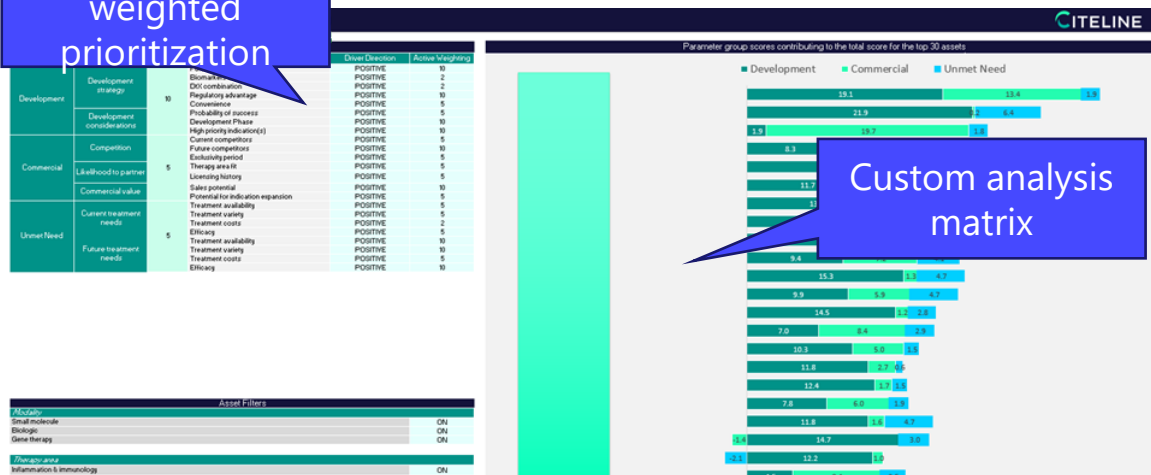 weighted
prioritization
CITELINE
Parameter group scores contributing to the total score for the top 30 assets
Driver Direction Active Weighting
Development Commercial Unmet Need
Development
Development strategy
10
POSITIVE 10
Biomarkers POSITIVE 2
DtX combination POSITIVE 2
Regulatory advantage POSITIVE 10
Convenience POSITIVE 5
Development considerations
Probability of success POSITIVE 5
Development Phase POSITIVE 10
High priority indication(s) POSITIVE 10
Commercial
Competition
5
Current competitors POSITIVE 5
Future competitors POSITIVE 10
Exclusivity period POSITIVE 5
Likelihood to partner
Therapy area fit POSITIVE 5
Licensing history POSITIVE 5
Commercial value
Sales potential POSITIVE 10
Potential for indication expansion POSITIVE 5
Unmet Need
Current treatment needs
5
Treatment availability POSITIVE 5
Treatment variety POSITIVE 5
Treatment costs POSITIVE 2
Efficacy POSITIVE 5
Future treatment needs
Treatment availability POSITIVE 10
Treatment variety POSITIVE 10
Treatment costs POSITIVE 5
Efficacy POSITIVE 10
19.1 13.4 1.9
21.9 0.2 6.4
1.9 19.7 1.8
8.3
11.7
Custom analysis
matrix
9.4
15.3 1.3 4.7
9.9 5.9 4.7
14.5 1.2 2.8
7.0 8.4 2.9
10.3 5.0 1.5
11.8 2.7 0.6
12.4 1.7 1.5
7.8 6.0 1.9
11.8 1.6 4.7
-1.4 14.7 3.0
-2.1 12.2 1.0
Asset Filters
Modality
Small molecule ON
Biologic ON
Gene therapy ON
Therapy area
Inflammation & immunology ON